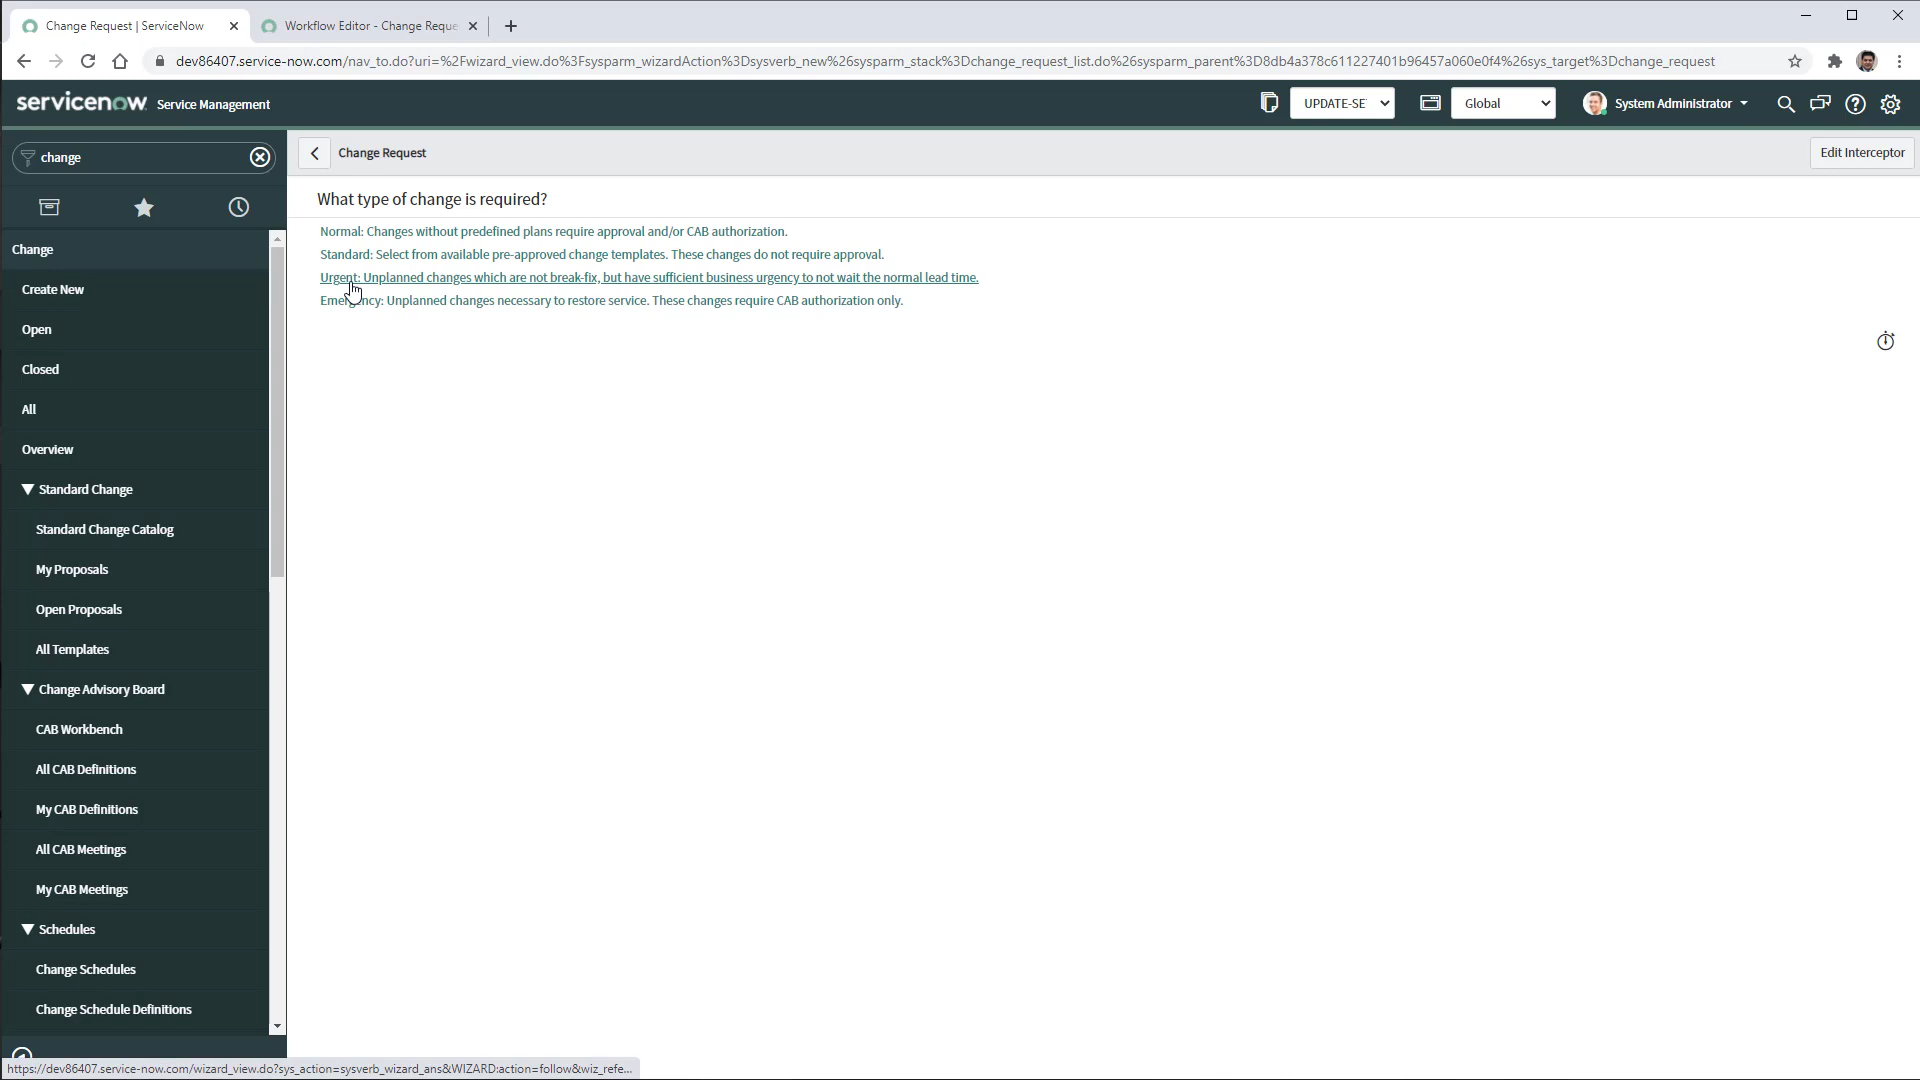 Change Request | ServiceNow
Workflow Editor - Change Reque
dev86407.service-now.com/nav_to.do?uri=%2Fwizard_view.do%3Fsysparm_wizardAction%3Dsysverb_new%26sysparm_stack%3Dchange_request_list.do%26sysparm_parent%3D8db4a378c611227401b96457a060e0f4%26sys_target%3Dchange_request
servicenow Service Management
UPDATE-SE
Global
System Administrator
change
Change Request
Edit Interceptor
What type of change is required?
Normal: Changes without predefined plans require approval and/or CAB authorization.
Standard: Select from available pre-approved change templates. These changes do not require approval.
Urgent: Unplanned changes which are not break-fix, but have sufficient business urgency to not wait the normal lead time.
Emergency: Unplanned changes necessary to restore service. These changes require CAB authorization only.
Change
Create New
Open
Closed
All
Overview
Standard Change
Standard Change Catalog
My Proposals
Open Proposals
All Templates
Change Advisory Board
CAB Workbench
All CAB Definitions
My CAB Definitions
All CAB Meetings
My CAB Meetings
Schedules
Change Schedules
Change Schedule Definitions
https://dev86407.service-now.com/wizard_view.do?sys_action=sysverb_wizard_ans&WIZARD:action=follow&wiz_refe...